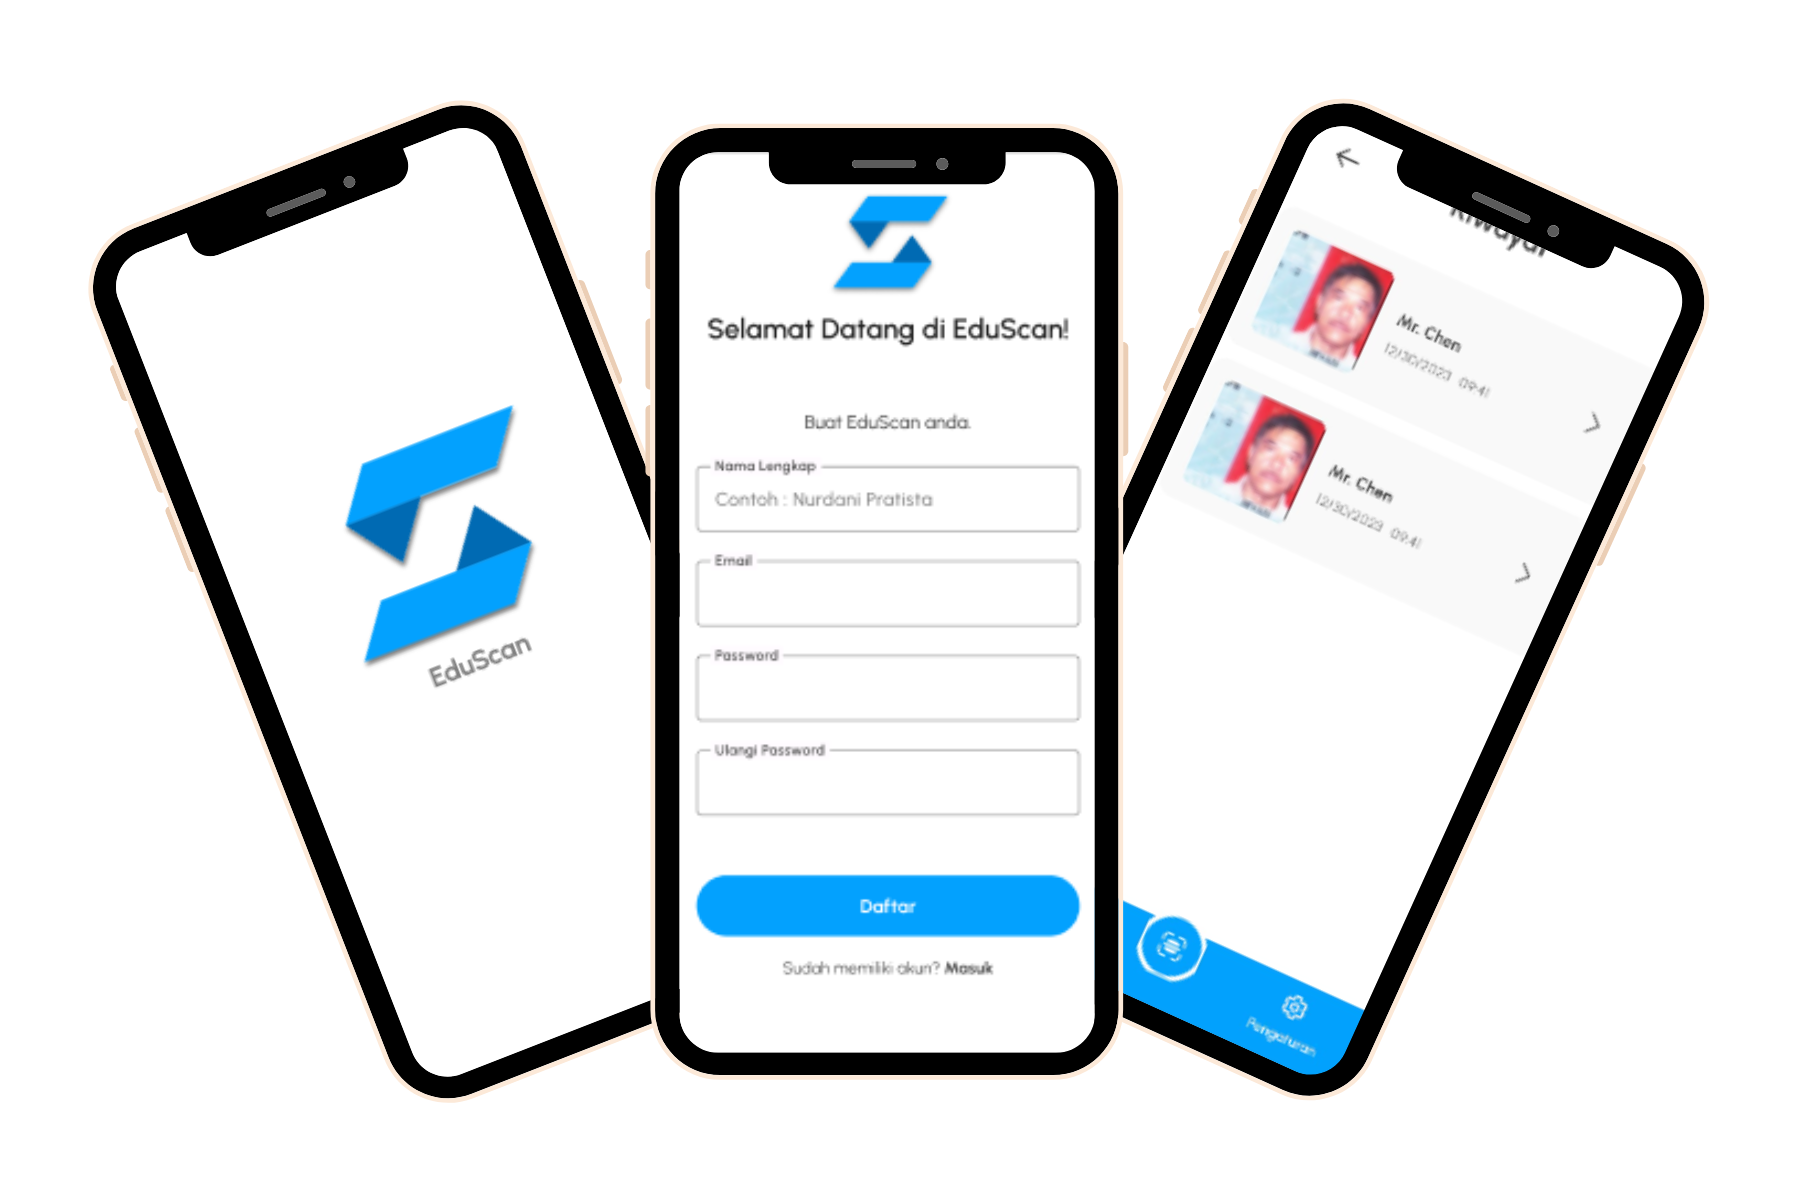 EduScan
Selamat Datang di EduScan!
Buat EduScan anda.
Nama Lengkap
Contoh : Nurdani Pratista
Email
Password
Ulangi Password
Daftar
Sudah memiliki akun? Masuk
Riwayat
Mr. Chen
12/30/2023 09:41
Mr. Chen
12/30/2023 09:41
Pengaturan